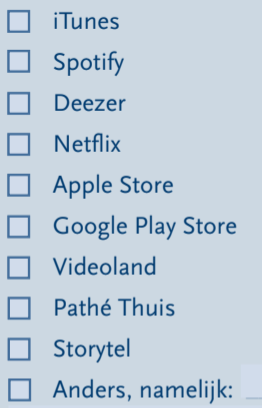 iTunes
Spotify
Deezer
Netflix
Apple Store
Google Play Store
Videoland
Pathé Thuis
Storytel
Anders, namelijk: